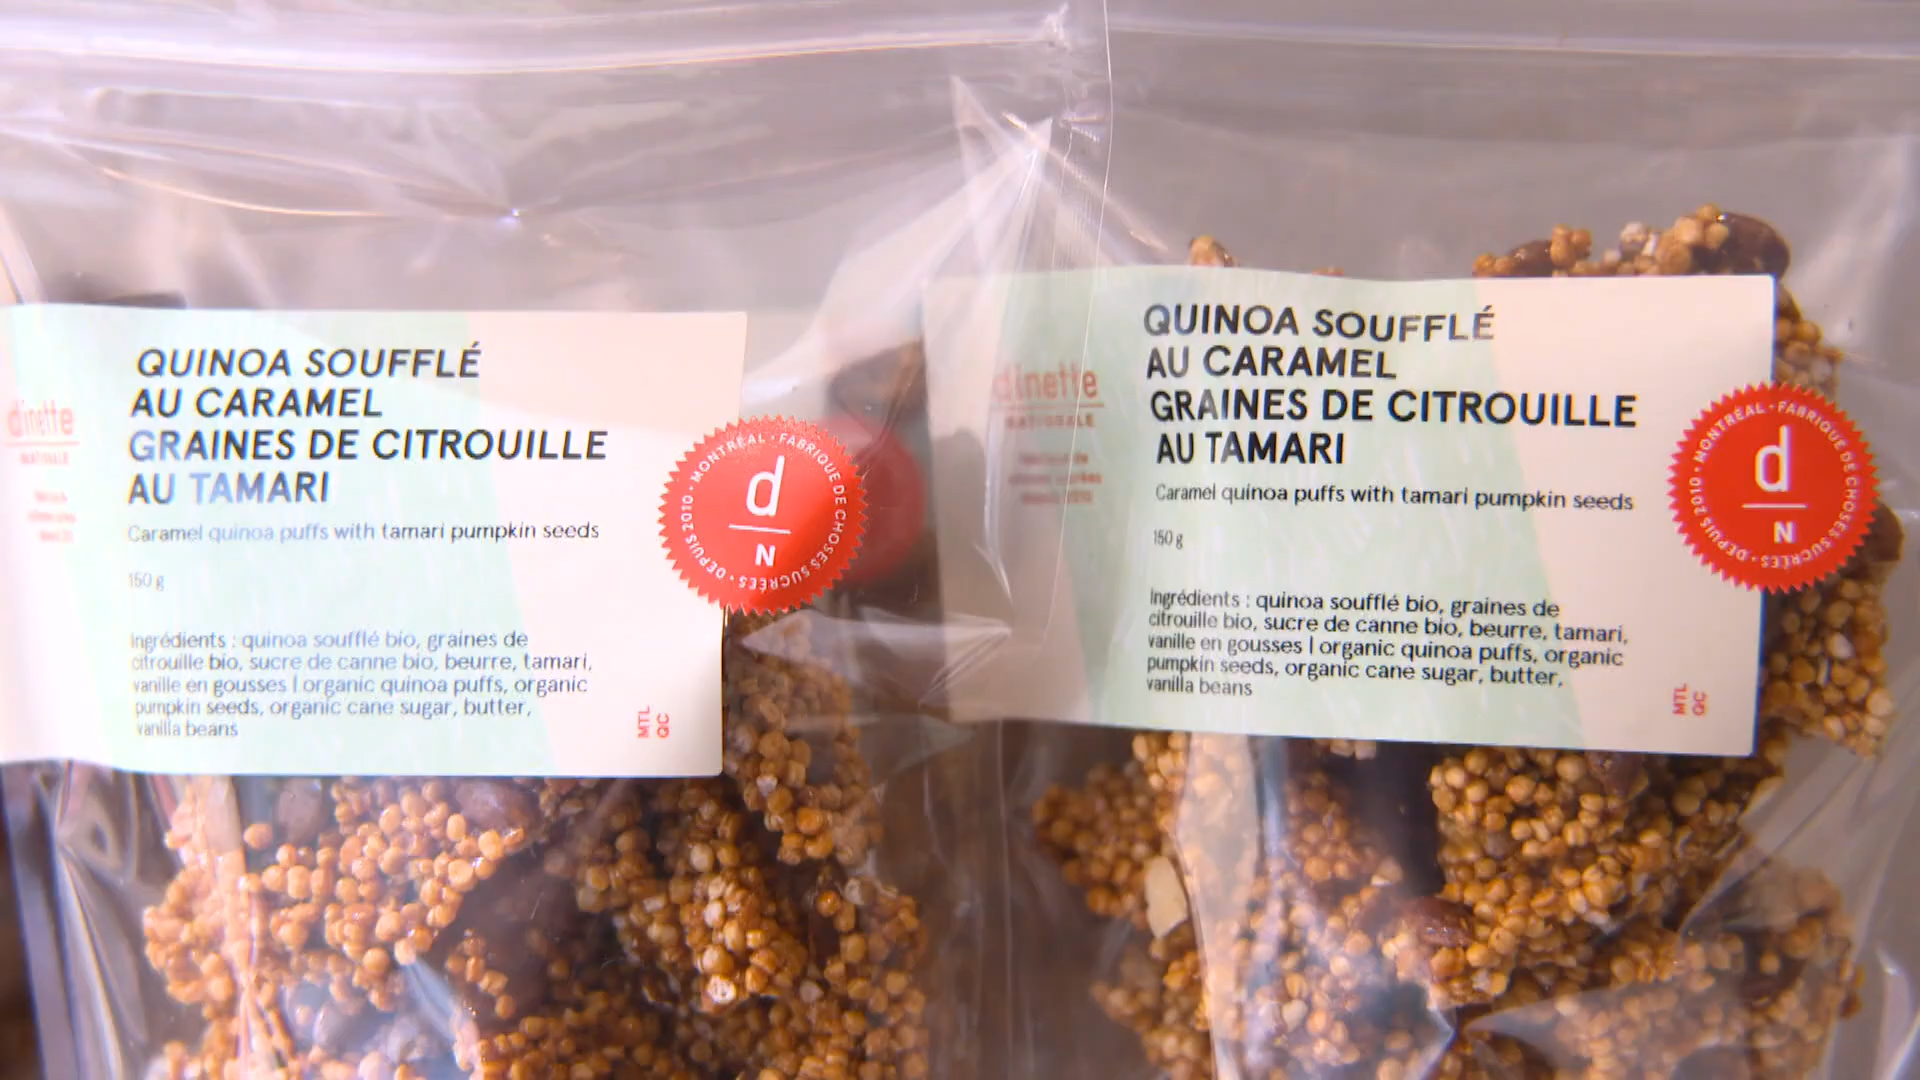 QUINOA SOUFFLÉ
AU CARAMEL
GRAINES DE CITROUILLE
AU TAMARI
Caramel quinoa puffs with tamari pumpkin seeds
150 g
Ingrédients : quinoa soufflé bio, graines de
citrouille bio, sucre de canne bio, beurre, tamari,
vanille en gousses | organic quinoa puffs, organic
pumpkin seeds, organic cane sugar, butter,
vanilla beans
MTL
QC
dinette
NATIONALE
MONTRÉAL · FABRIQUE DE CHOSES SUCRÉES · DEPUIS 2010 ·
d
N
dinette
NATIONALE
QUINOA SOUFFLÉ
AU CARAMEL
GRAINES DE CITROUILLE
AU TAMARI
Caramel quinoa puffs with tamari pumpkin seeds
150 g
Ingrédients : quinoa soufflé bio, graines de
citrouille bio, sucre de canne bio, beurre, tamari,
vanille en gousses | organic quinoa puffs, organic
pumpkin seeds, organic cane sugar, butter,
vanilla beans
MTL
QC
MONTRÉAL · FABRIQUE DE CHOSES SUCRÉES · DEPUIS 2010 ·
d
N